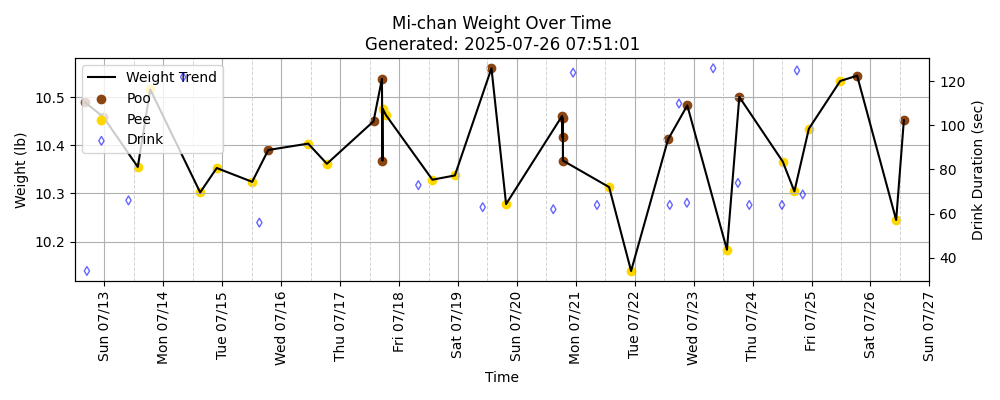 Mi-chan Weight Over Time
Generated: 2025-07-26 07:51:01
Weight Trend
Poo
Pee
Drink
10.5
10.4
10.3
10.2
Weight (lb)
120
100
80
60
40
Drink Duration (sec)
Sun 07/13
Mon 07/14
Tue 07/15
Wed 07/16
Thu 07/17
Fri 07/18
Sat 07/19
Sun 07/20
Mon 07/21
Tue 07/22
Wed 07/23
Thu 07/24
Fri 07/25
Sat 07/26
Sun 07/27
Time